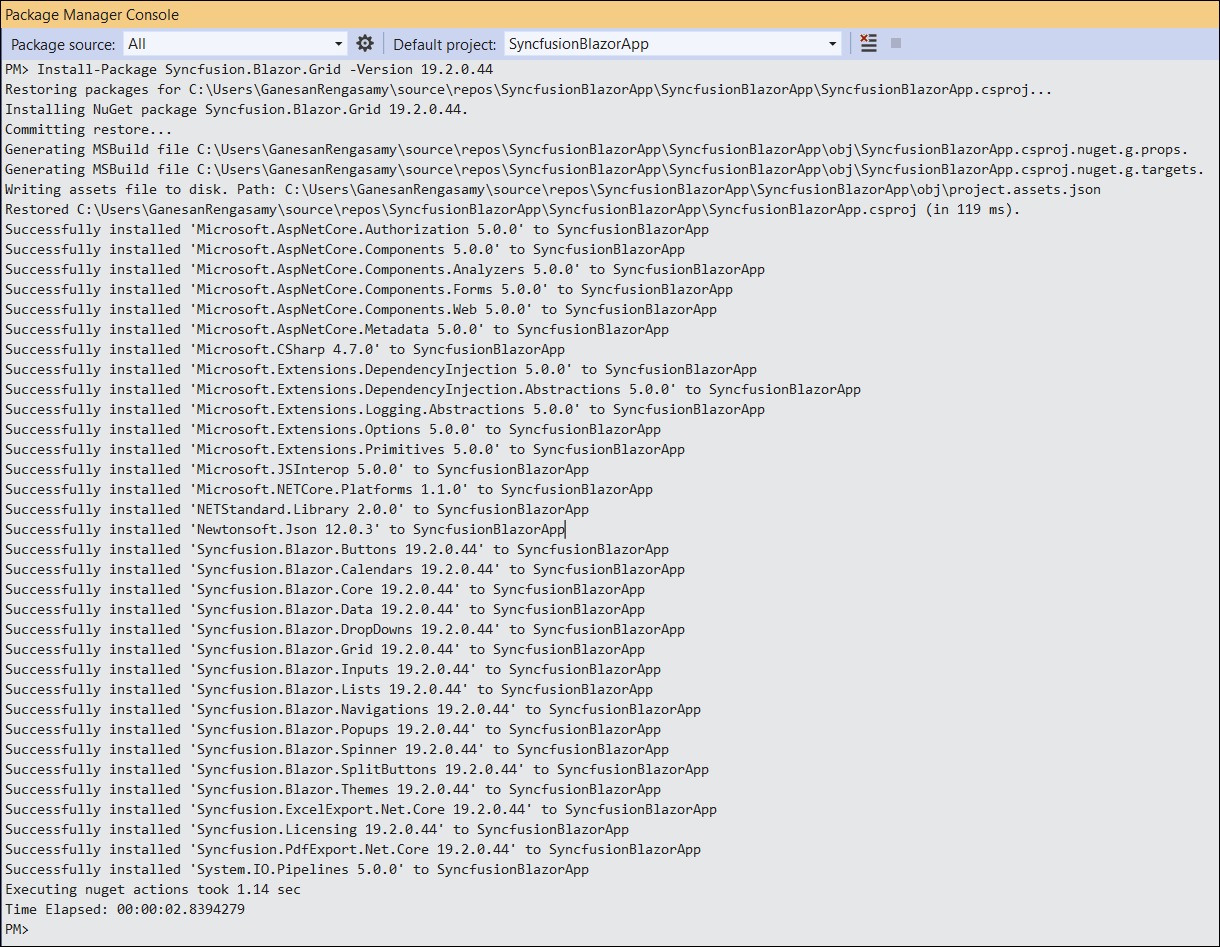 Package Manager Console
Package source: All Default project: SyncfusionBlazorApp
PM> Install-Package Syncfusion.Blazor.Grid -Version 19.2.0.44
Restoring packages for C:\Users\GanesanRengasamy\source\repos\SyncfusionBlazorApp\SyncfusionBlazorApp\SyncfusionBlazorApp.csproj...
Installing NuGet package Syncfusion.Blazor.Grid 19.2.0.44.
Committing restore...
Generating MSBuild file C:\Users\GanesanRengasamy\source\repos\SyncfusionBlazorApp\SyncfusionBlazorApp\obj\SyncfusionBlazorApp.csproj.nuget.g.props.
Generating MSBuild file C:\Users\GanesanRengasamy\source\repos\SyncfusionBlazorApp\SyncfusionBlazorApp\obj\SyncfusionBlazorApp.csproj.nuget.g.targets.
Writing assets file to disk. Path: C:\Users\GanesanRengasamy\source\repos\SyncfusionBlazorApp\SyncfusionBlazorApp\obj\project.assets.json
Restored C:\Users\GanesanRengasamy\source\repos\SyncfusionBlazorApp\SyncfusionBlazorApp\SyncfusionBlazorApp.csproj (in 119 ms).
Successfully installed 'Microsoft.AspNetCore.Authorization 5.0.0' to SyncfusionBlazorApp
Successfully installed 'Microsoft.AspNetCore.Components 5.0.0' to SyncfusionBlazorApp
Successfully installed 'Microsoft.AspNetCore.Components.Analyzers 5.0.0' to SyncfusionBlazorApp
Successfully installed 'Microsoft.AspNetCore.Components.Forms 5.0.0' to SyncfusionBlazorApp
Successfully installed 'Microsoft.AspNetCore.Components.Web 5.0.0' to SyncfusionBlazorApp
Successfully installed 'Microsoft.AspNetCore.Metadata 5.0.0' to SyncfusionBlazorApp
Successfully installed 'Microsoft.CSharp 4.7.0' to SyncfusionBlazorApp
Successfully installed 'Microsoft.Extensions.DependencyInjection 5.0.0' to SyncfusionBlazorApp
Successfully installed 'Microsoft.Extensions.DependencyInjection.Abstractions 5.0.0' to SyncfusionBlazorApp
Successfully installed 'Microsoft.Extensions.Logging.Abstractions 5.0.0' to SyncfusionBlazorApp
Successfully installed 'Microsoft.Extensions.Options 5.0.0' to SyncfusionBlazorApp
Successfully installed 'Microsoft.Extensions.Primitives 5.0.0' to SyncfusionBlazorApp
Successfully installed 'Microsoft.JSInterop 5.0.0' to SyncfusionBlazorApp
Successfully installed 'Microsoft.NETCore.Platforms 1.1.0' to SyncfusionBlazorApp
Successfully installed 'NETStandard.Library 2.0.0' to SyncfusionBlazorApp
Successfully installed 'Newtonsoft.Json 12.0.3' to SyncfusionBlazorApp
Successfully installed 'Syncfusion.Blazor.Buttons 19.2.0.44' to SyncfusionBlazorApp
Successfully installed 'Syncfusion.Blazor.Calendars 19.2.0.44' to SyncfusionBlazorApp
Successfully installed 'Syncfusion.Blazor.Core 19.2.0.44' to SyncfusionBlazorApp
Successfully installed 'Syncfusion.Blazor.Data 19.2.0.44' to SyncfusionBlazorApp
Successfully installed 'Syncfusion.Blazor.DropDowns 19.2.0.44' to SyncfusionBlazorApp
Successfully installed 'Syncfusion.Blazor.Grid 19.2.0.44' to SyncfusionBlazorApp
Successfully installed 'Syncfusion.Blazor.Inputs 19.2.0.44' to SyncfusionBlazorApp
Successfully installed 'Syncfusion.Blazor.Lists 19.2.0.44' to SyncfusionBlazorApp
Successfully installed 'Syncfusion.Blazor.Navigations 19.2.0.44' to SyncfusionBlazorApp
Successfully installed 'Syncfusion.Blazor.Popups 19.2.0.44' to SyncfusionBlazorApp
Successfully installed 'Syncfusion.Blazor.Spinner 19.2.0.44' to SyncfusionBlazorApp
Successfully installed 'Syncfusion.Blazor.SplitButtons 19.2.0.44' to SyncfusionBlazorApp
Successfully installed 'Syncfusion.Blazor.Themes 19.2.0.44' to SyncfusionBlazorApp
Successfully installed 'Syncfusion.ExcelExport.Net.Core 19.2.0.44' to SyncfusionBlazorApp
Successfully installed 'Syncfusion.Licensing 19.2.0.44' to SyncfusionBlazorApp
Successfully installed 'Syncfusion.PdfExport.Net.Core 19.2.0.44' to SyncfusionBlazorApp
Successfully installed 'System.IO.Pipelines 5.0.0' to SyncfusionBlazorApp
Executing nuget actions took 1.14 sec
Time Elapsed: 00:00:02.8394279
PM>